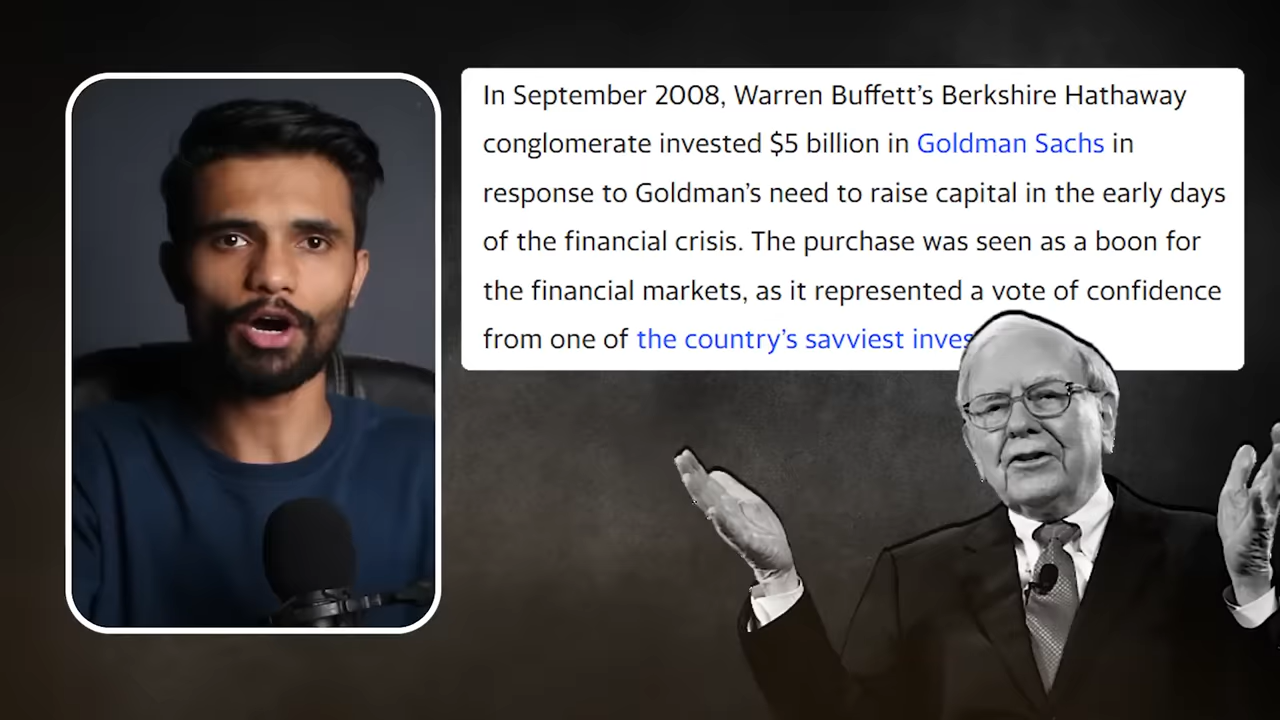 In September 2008, Warren Buffett’s Berkshire Hathaway
conglomerate invested $5 billion in Goldman Sachs in
response to Goldman’s need to raise capital in the early days
of the financial crisis. The purchase was seen as a boon for
the financial markets, as it represented a vote of confidence
from one of the country’s savviest